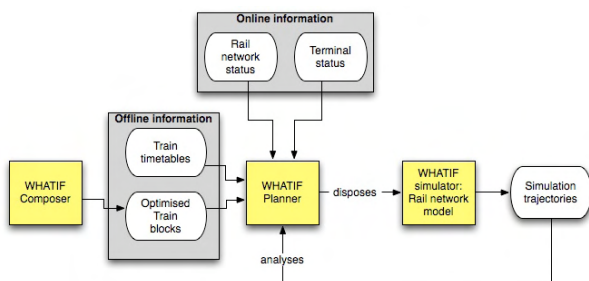 Online information
Rail
network
status
Terminal
status
Offline information
Train
timetables
WHATIF
Composer
Optimised
Train
blocks
WHATIF
Planner
disposes
WHATIF
simulator:
Rail network
model
Simulation
trajectories
analyses